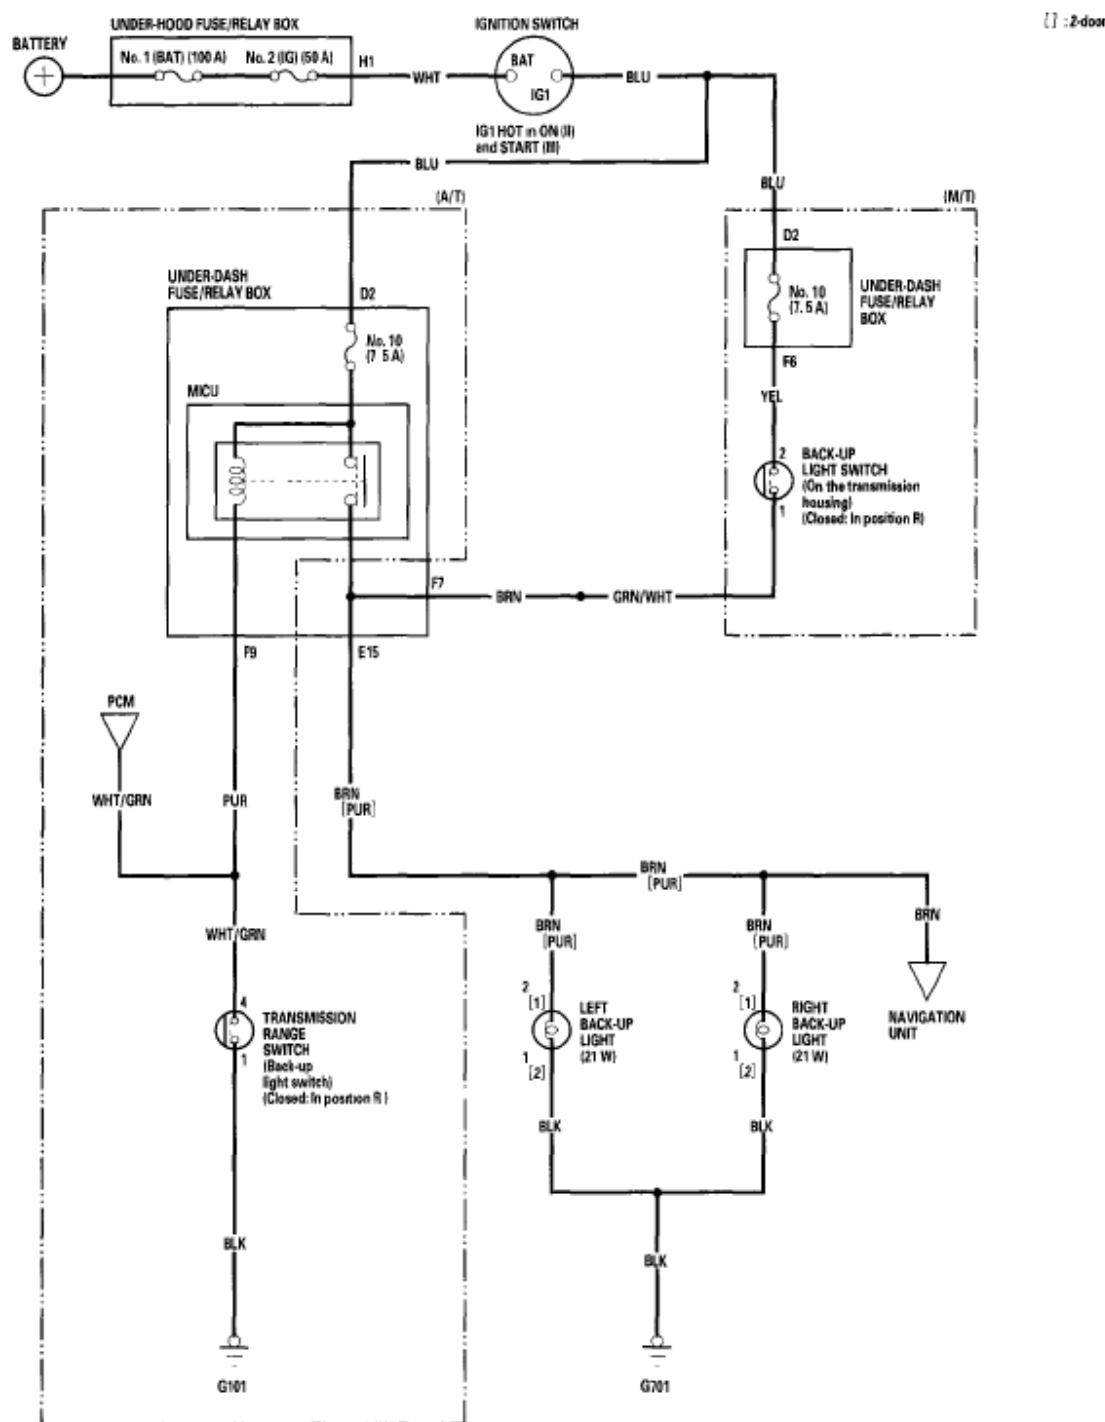 UNDER-HOOD FUSE/RELAY BOX
IGNITION SWITCH
[] : 2-door
BATTERY
No. 1 (BAT) (100 A)
No. 2 (IG) (50 A)
H1
WHT
BAT
IG1
BLU
IG1 HOT in ON (II)
and START (III)
BLU
BLU
(A/T)
(M/T)
D2
UNDER-DASH
FUSE/RELAY BOX
D2
No. 10
(7.5 A)
UNDER-DASH
FUSE/RELAY
BOX
No. 10
(7 5 A)
F6
MICU
YEL
2
BACK-UP
LIGHT SWITCH
(On the transmission
housing)
(Closed: In position R)
1
F7
BRN
GRN/WHT
F9
E15
PCM
WHT/GRN
PUR
BRN
[PUR]
BRN
[PUR]
BRN
[PUR]
BRN
[PUR]
BRN
WHT/GRN
4
TRANSMISSION
RANGE
SWITCH
(Back-up
light switch)
(Closed: In position R )
1
2
[1]
LEFT
BACK-UP
LIGHT
(21 W)
1
[2]
2
[1]
RIGHT
BACK-UP
LIGHT
(21 W)
1
[2]
NAVIGATION
UNIT
BLK
BLK
BLK
BLK
G101
G701